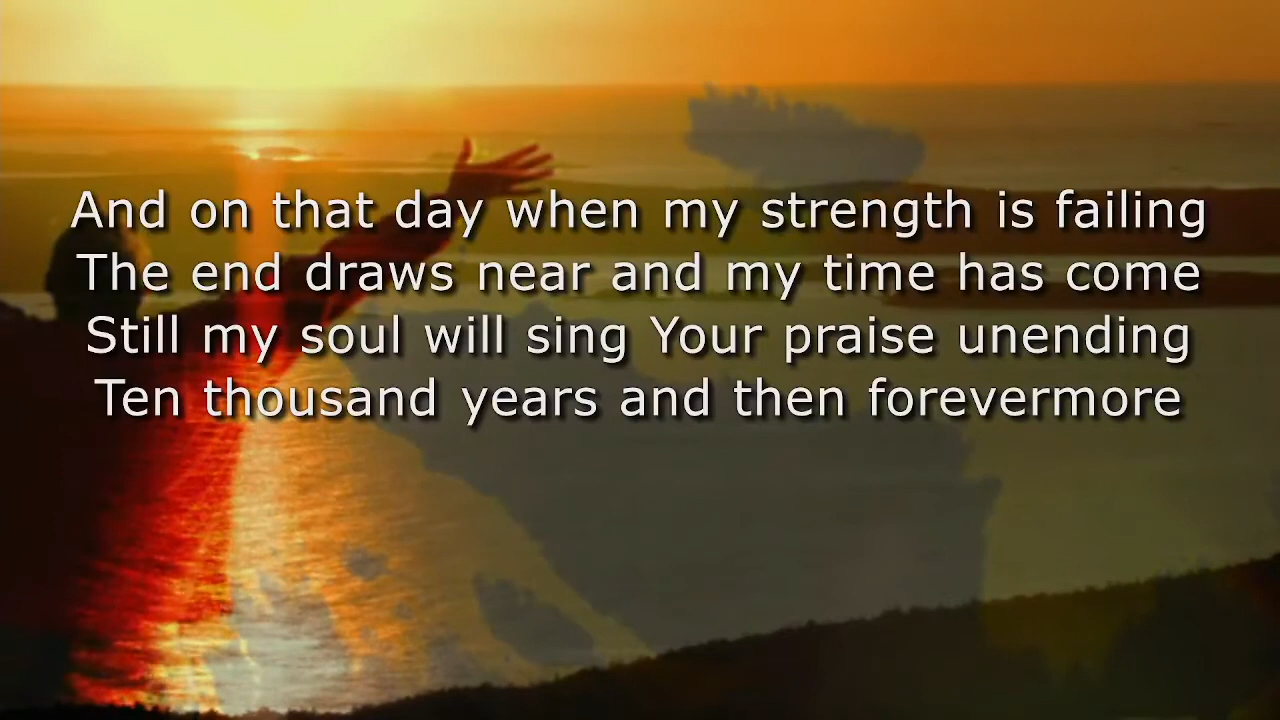 And on that day when my strength is failing
The end draws near and my time has come
Still my soul will sing Your praise unending
Ten thousand years and then forevermore